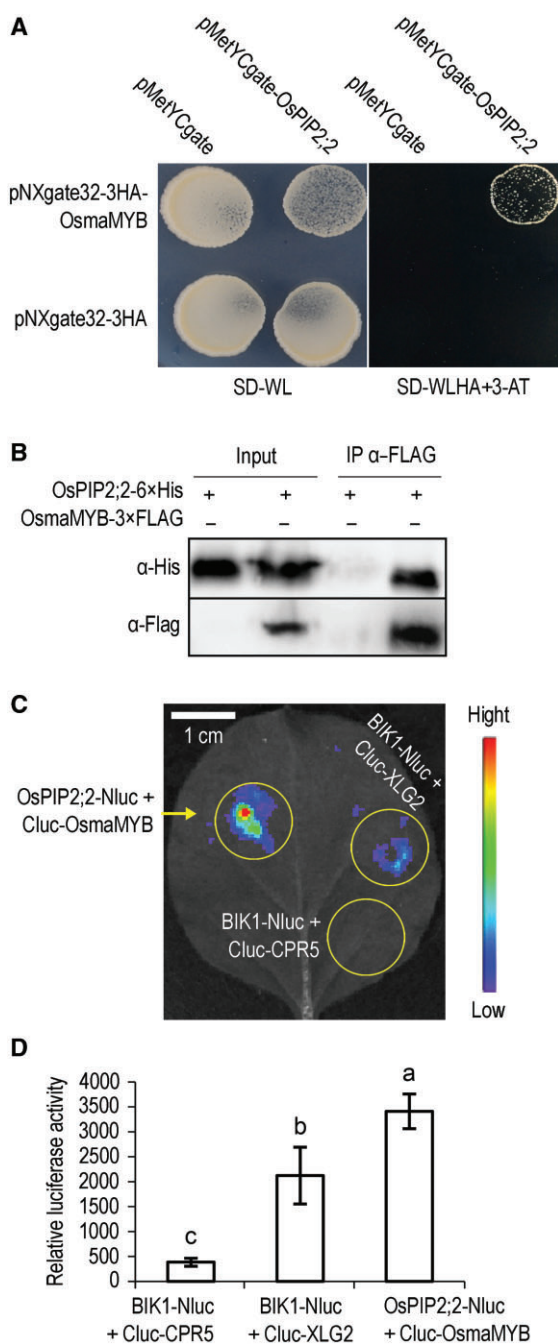 A
pMetYCgate
pMetYCgate-OsPIP2;2
pMetYCgate
pMetYCgate-OsPIP2;2
pNXgate32-3HA-
OsmaMYB
pNXgate32-3HA
SD-WL
SD-WLHA+3-AT
B
Input
IP α-FLAG
OsPIP2;2-6×His
+ + + +
OsmaMYB-3×FLAG
– – – –
α-His
α-Flag
C
1 cm
OsPIP2;2-Nluc +
Cluc-OsmaMYB
BIK1-Nluc +
Cluc-XLG2
BIK1-Nluc +
Cluc-CPR5
Hight
Low
D
Relative luciferase activity
4000
3500
3000
2500
2000
1500
1000
500
0
c
b
a
BIK1-Nluc
+ Cluc-CPR5
BIK1-Nluc
+ Cluc-XLG2
OsPIP2;2-Nluc
+ Cluc-OsmaMYB